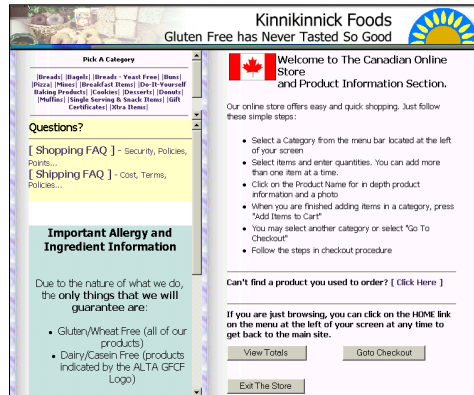 Kinnikinnick Foods
Gluten Free has Never Tasted So Good
Pick A Category
|Breads| |Bagels| |Breads - Yeast Free| |Buns|
|Pizza| |Mixes| |Breakfast Items| |Do-It-Yourself
Baking Products| |Cookies| |Desserts| |Donuts|
|Muffins| |Single Serving & Snack Items| |Gift
Certificates| |Xtra Items|
Questions?
[ Shopping FAQ ] - Security, Policies,
Points...
[ Shipping FAQ ] - Cost, Terms,
Policies...
Important Allergy and
Ingredient Information
Due to the nature of what we do,
the only things that we will
guarantee are:
• Gluten/Wheat Free (all of our
products)
• Dairy/Casein Free (products
indicated by the ALTA GFCF
Logo)
Welcome to The Canadian Online
Store
and Product Information Section.
Our online store offers easy and quick shopping. Just follow
these simple steps:
• Select a Category from the menu bar located at the left
of your screen
• Select items and enter quantities. You can add more
than one item at a time.
• Click on the Product Name for in depth product
information and a photo
• When you are finished adding items in a category, press
"Add Items to Cart"
• You may select another category or select "Go To
Checkout"
• Follow the steps in checkout procedure
Can't find a product you used to order? [ Click Here ]
If you are just browsing, you can click on the HOME link
on the menu at the left of your screen at any time to
get back to the main site.
View Totals
Goto Checkout
Exit The Store